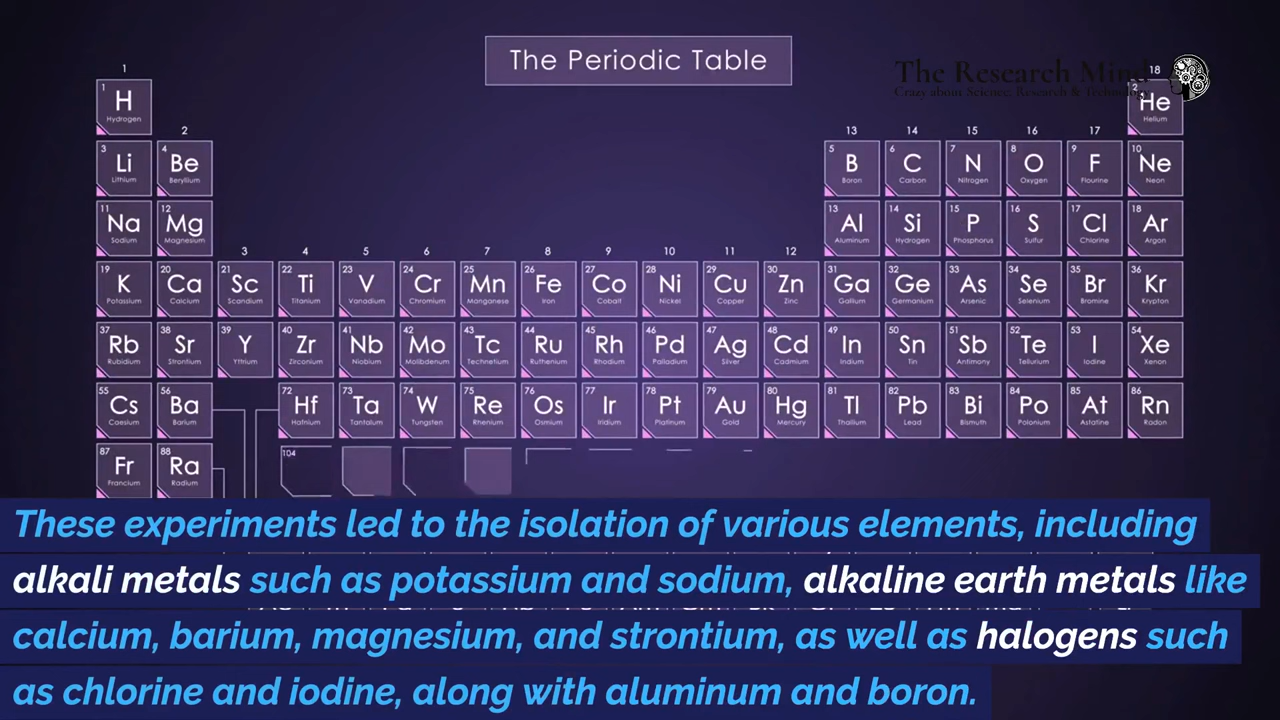 The Periodic Table
The Research Mind
Crazy about Science, Research & Technology
1 18
1 H Hydrogen 2 He Helium
2 13 14 15 16 17
3 Li Lithium 4 Be Beryllium 5 B Boron 6 C Carbon 7 N Nitrogen 8 O Oxygen 9 F Flourine 10 Ne Neon
11 Na Sodium 12 Mg Magnesium 13 Al Aluminum 14 Si Hydrogen 15 P Phosphorus 16 S Sulfur 17 Cl Chlorine 18 Ar Argon
3 4 5 6 7 8 9 10 11 12
19 K Potassium 20 Ca Calcium 21 Sc Scandium 22 Ti Titanium 23 V Vanadium 24 Cr Chromium 25 Mn Manganese 26 Fe Iron 27 Co Cobalt 28 Ni Nickel 29 Cu Copper 30 Zn Zinc 31 Ga Gallium 32 Ge Germanium 33 As Arsenic 34 Se Selenium 35 Br Bromine 36 Kr Krypton
37 Rb Rubidium 38 Sr Strontium 39 Y Ythium 40 Zr Zirconium 41 Nb Niobium 42 Mo Molibdenum 43 Tc Technetium 44 Ru Ruthenium 45 Rh Rhodium 46 Pd Palladium 47 Ag Silver 48 Cd Cadmium 49 In Indium 50 Sn Tin 51 Sb Antimony 52 Te Tellurium 53 I Iodine 54 Xe Xenon
55 Cs Caesium 56 Ba Barium 72 Hf Hafnium 73 Ta Tantalum 74 W Tungsten 75 Re Rhenium 76 Os Osmium 77 Ir Iridium 78 Pt Platinum 79 Au Gold 80 Hg Mercury 81 Tl Thallium 82 Pb Lead 83 Bi Bismuth 84 Po Polonium 85 At Astatine 86 Rn Radon
87 Fr Francium 88 Ra Radium 104
These experiments led to the isolation of various elements, including
alkali metals such as potassium and sodium, alkaline earth metals like
calcium, barium, magnesium, and strontium, as well as halogens such
as chlorine and iodine, along with aluminum and boron.